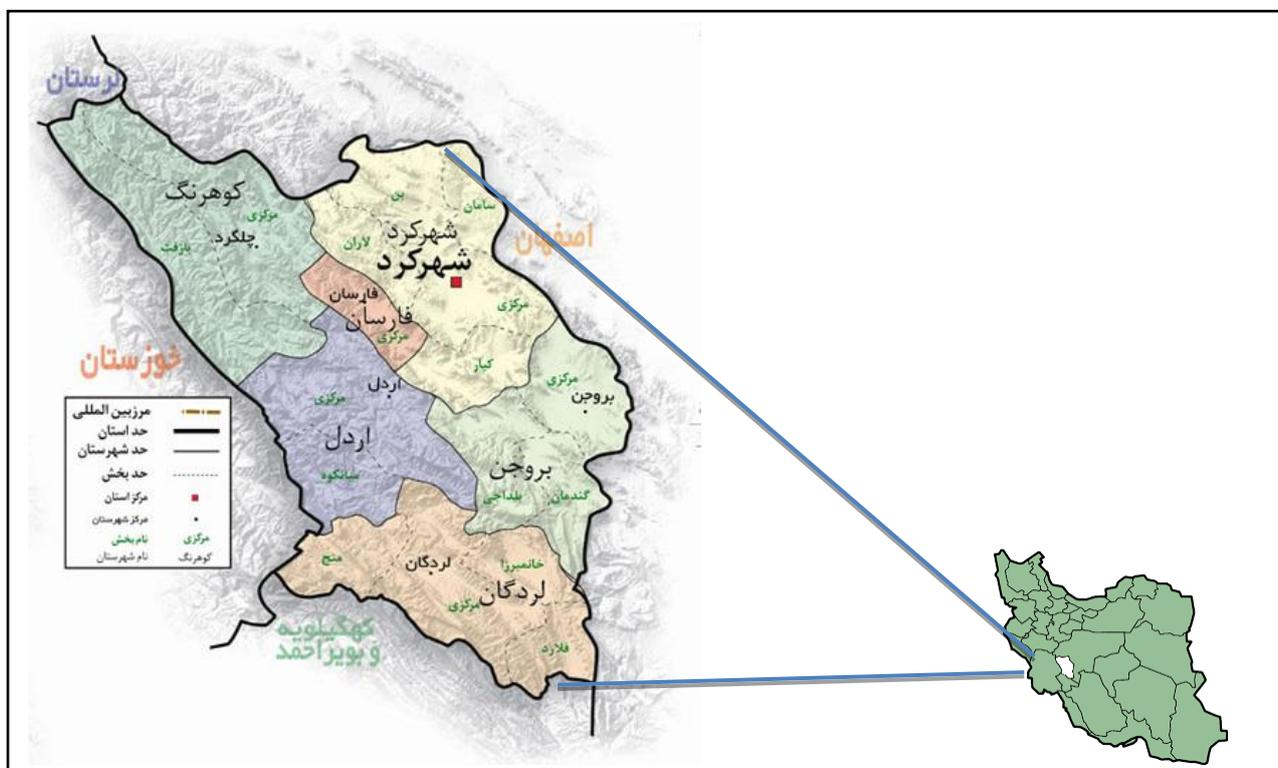 لرستان
کوهرنگ
مرکزی
چلگرد
بازفت
بن
سامان
شهرکرد
لاران
شهرکرد
اصفهان
فارسان
مرکزی
فارسان
مرکزی
کیار
خوزستان
اردل
مرکزی
مرکزی
بروجن
اردل
میانکوه
بروجن
بلداجی
گندمان
منج
لردگان
خانمیرزا
لردگان
مرکزی
فلارد
کهگیلویه
و بویراحمد
مرزبین المللی
حد استان
حد شهرستان
حد بخش
مرکز استان
مرکز شهرستان
نام بخش مرکزی
نام شهرستان کوهرنگ